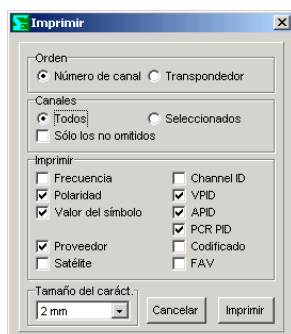 Imprimir
Orden
Número de canal Transpondedor
Canales
Todos Seleccionados
Sólo los no omitidos
Imprimir
Frecuencia Channel ID
Polaridad VPID
Valor del símbolo APID
PCR PID
Proveedor Codificado
Satélite FAV
Tamaño del caráct.
2 mm Cancelar Imprimir